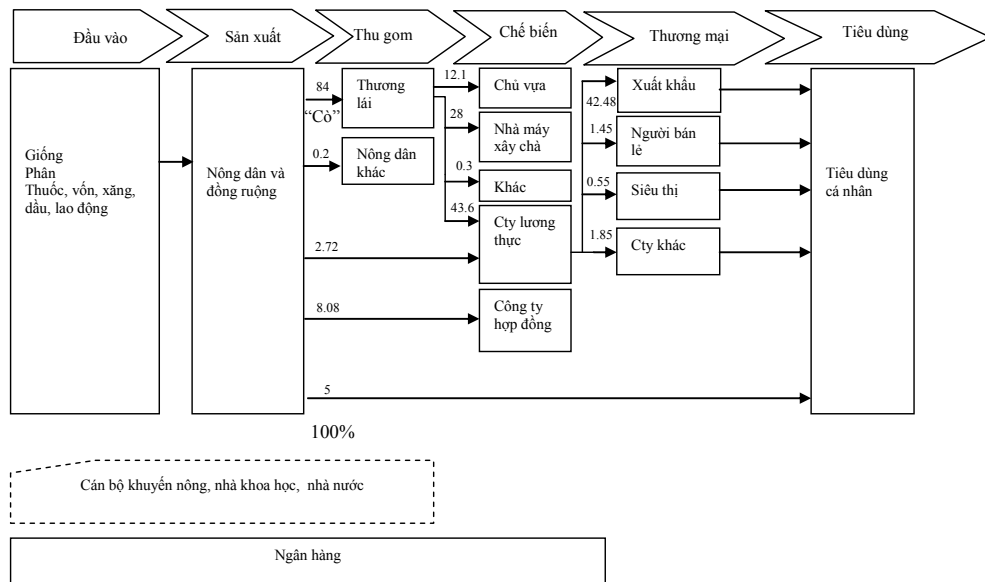 Đầu vào
Sản xuất
Thu gom
Chế biến
Thương mại
Tiêu dùng
Giống
Phân
Thuốc, vốn, xăng,
dầu, lao động
Nông dân và
đồng ruộng
84
“Cò”
0.2
2.72
8.08
5
100%
Thương
lái
Nông dân
khác
12.1
28
0.3
43.6
Chủ vựa
Nhà máy
xây chà
Khác
Cty lương
thực
Công ty
hợp đồng
42.48
1.45
0.55
1.85
Xuất khẩu
Người bán
lẻ
Siêu thị
Cty khác
Tiêu dùng
cá nhân
Cán bộ khuyến nông, nhà khoa học, nhà nước
Ngân hàng